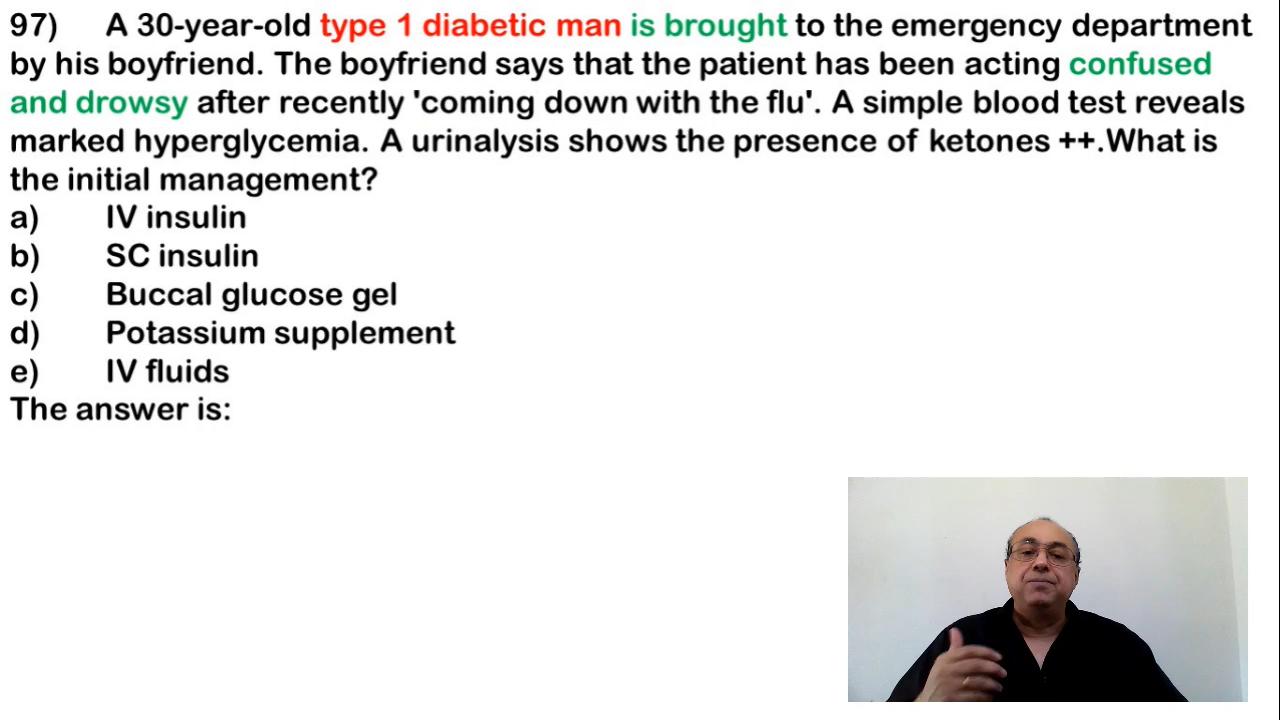 97) A 30-year-old type 1 diabetic man is brought to the emergency department
by his boyfriend. The boyfriend says that the patient has been acting confused
and drowsy after recently 'coming down with the flu'. A simple blood test reveals
marked hyperglycemia. A urinalysis shows the presence of ketones ++.What is
the initial management?
a) IV insulin
b) SC insulin
c) Buccal glucose gel
d) Potassium supplement
e) IV fluids
The answer is: